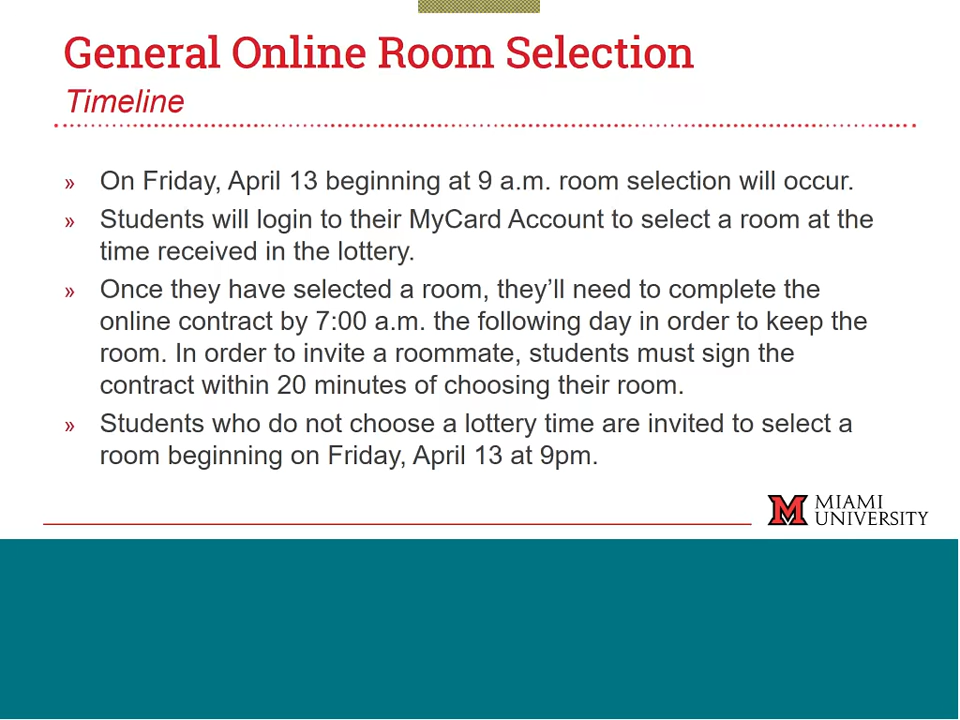 General Online Room Selection
Timeline
» On Friday, April 13 beginning at 9 a.m. room selection will occur.
» Students will login to their MyCard Account to select a room at the
time received in the lottery.
» Once they have selected a room, they’ll need to complete the
online contract by 7:00 a.m. the following day in order to keep the
room. In order to invite a roommate, students must sign the
contract within 20 minutes of choosing their room.
» Students who do not choose a lottery time are invited to select a
room beginning on Friday, April 13 at 9pm.
M MIAMI
UNIVERSITY